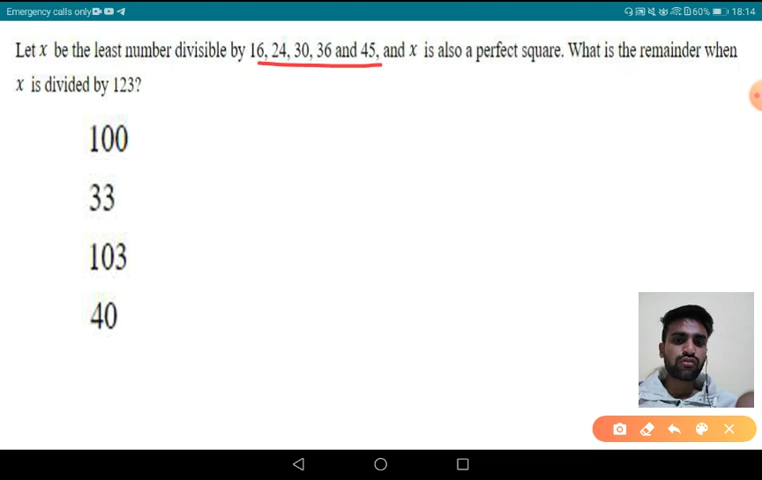 Emergency calls only 60% 18:14
Let x be the least number divisible by 16, 24, 30, 36 and 45, and x is also a perfect square. What is the remainder when
x is divided by 123?
100
33
103
40